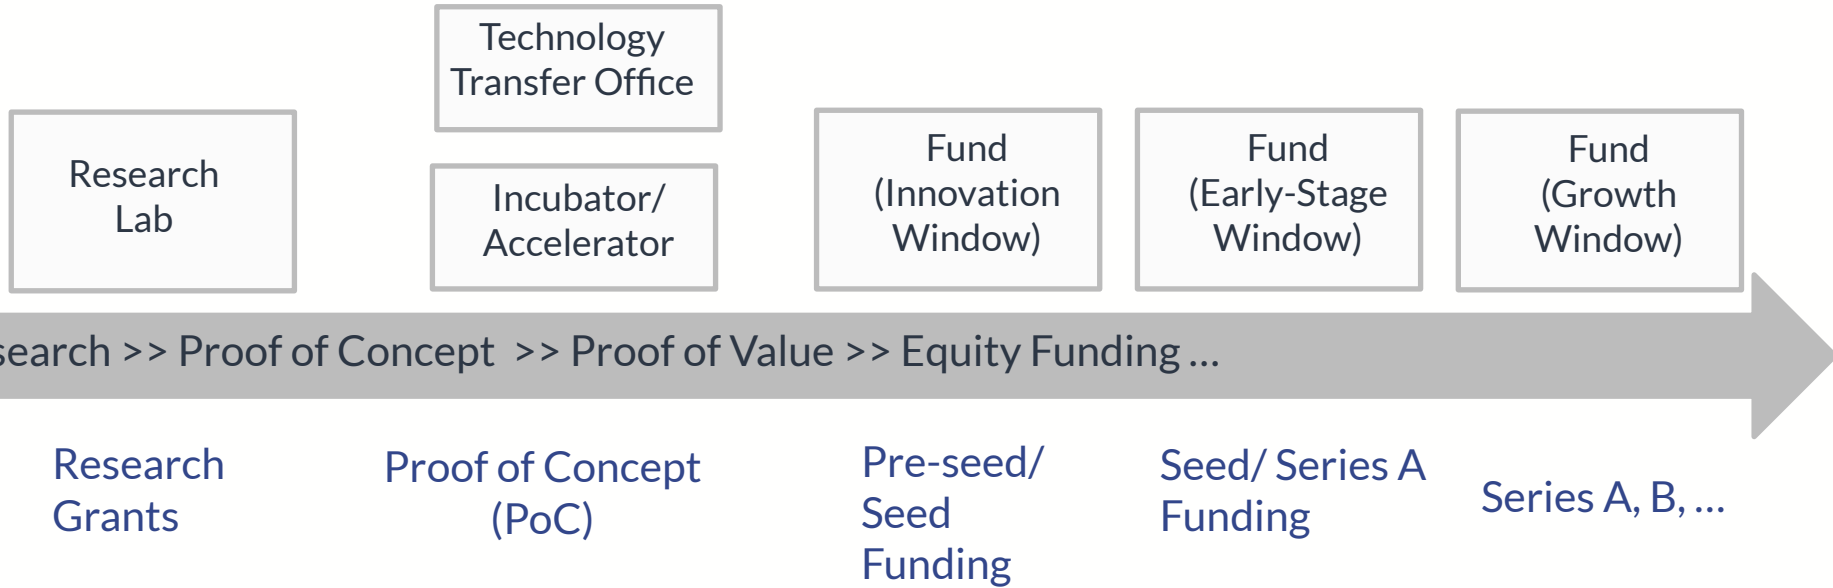 Technology
Transfer Office
Research
Lab
Incubator/
Accelerator
Fund
(Innovation
Window)
Fund
(Early-Stage
Window)
Fund
(Growth
Window)
search >> Proof of Concept >> Proof of Value >> Equity Funding ...
Research
Grants
Proof of Concept
(PoC)
Pre-seed/
Seed
Funding
Seed/ Series A
Funding
Series A, B, ...